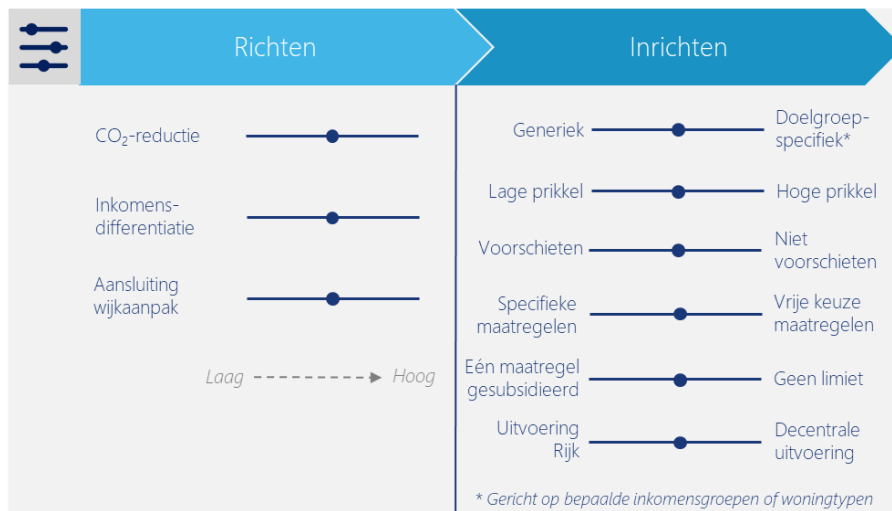 Richten
Inrichten
CO₂-reductie
Inkomens-
differentiatie
Aansluiting
wijkaanpak
Laag
Hoog
Generiek
Doelgroep-
specifiek*
Lage prikkel
Hoge prikkel
Voorschieten
Niet
voorschieten
Specifieke
maatregelen
Vrije keuze
maatregelen
Eén maatregel
gesubsidieerd
Geen limiet
Uitvoering
Rijk
Decentrale
uitvoering
* Gericht op bepaalde inkomensgroepen of woningtypen